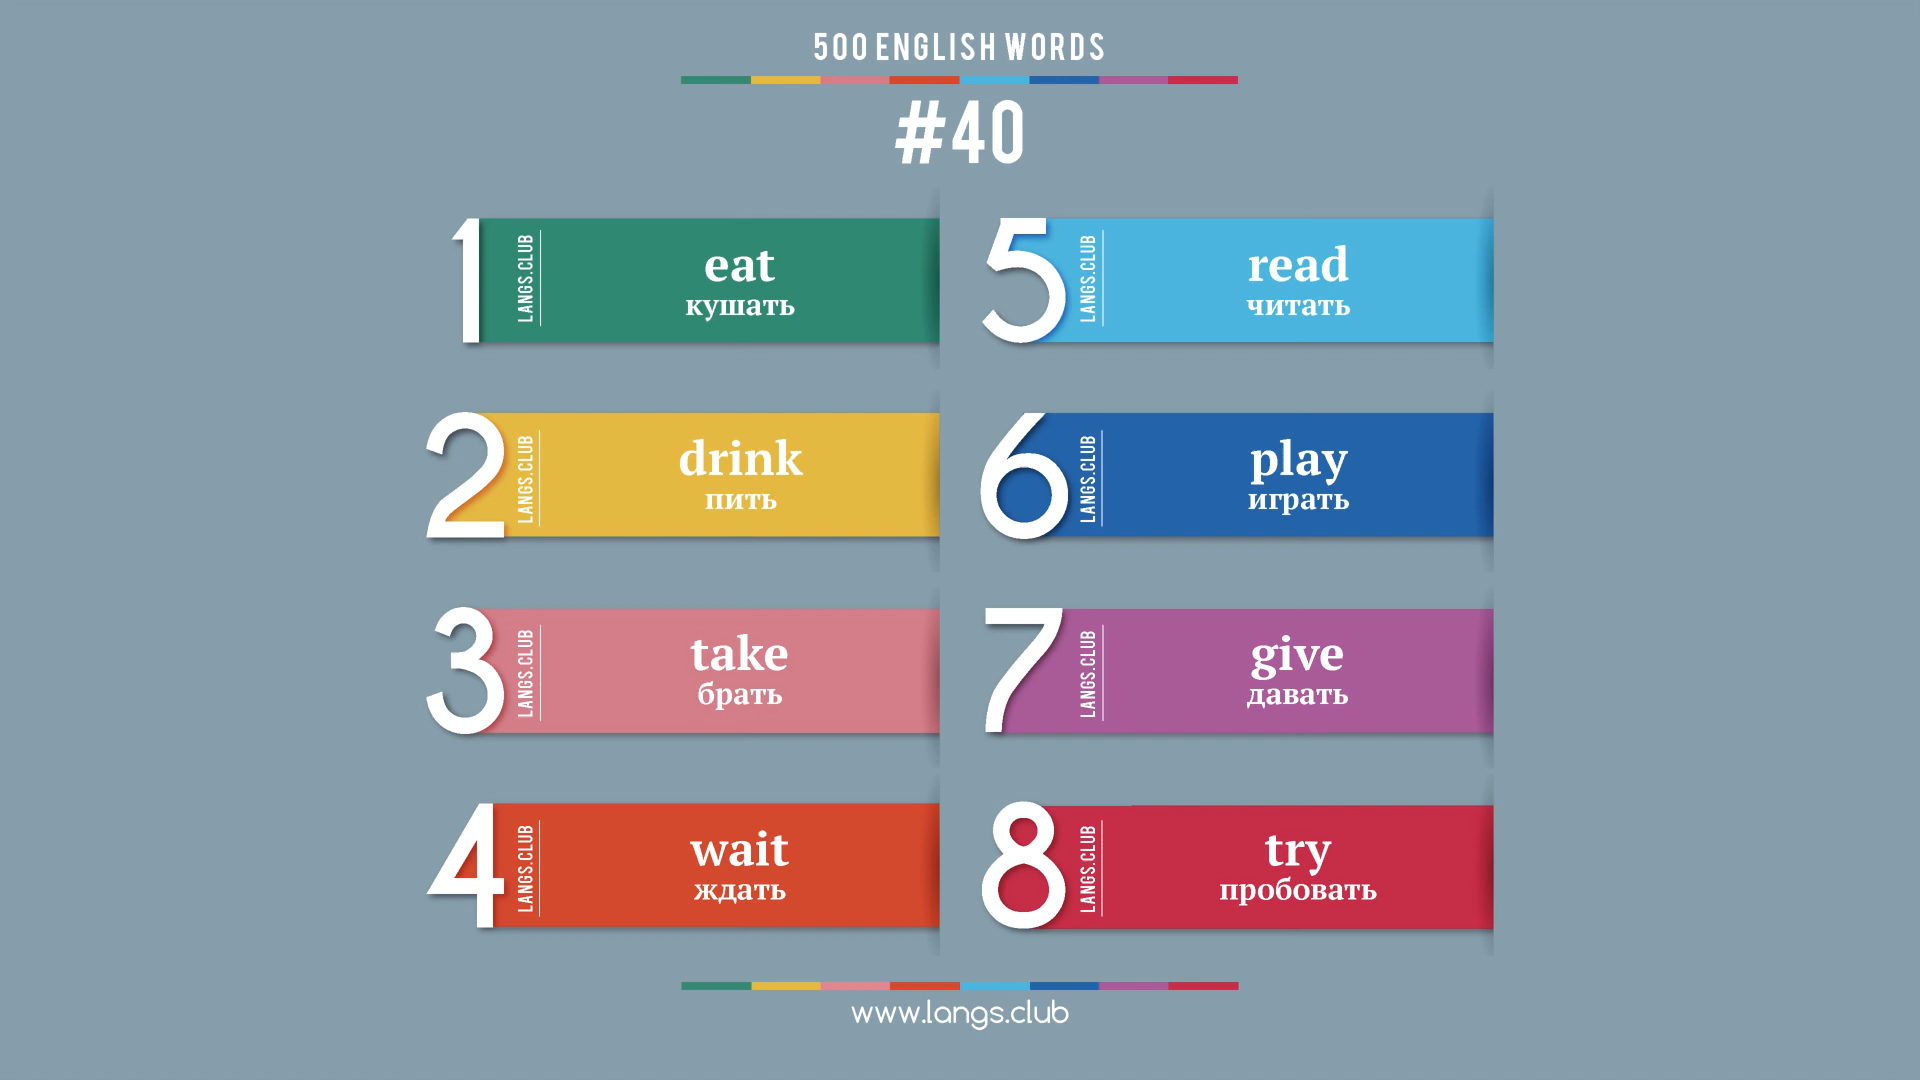 500 ENGLISH WORDS
#40
1
LANGS.CLUB
eat
кушать
2
LANGS.CLUB
drink
пить
3
LANGS.CLUB
take
брать
4
LANGS.CLUB
wait
ждать
5
LANGS.CLUB
read
читать
6
LANGS.CLUB
play
играть
7
LANGS.CLUB
give
давать
8
LANGS.CLUB
try
пробовать
www.langs.club